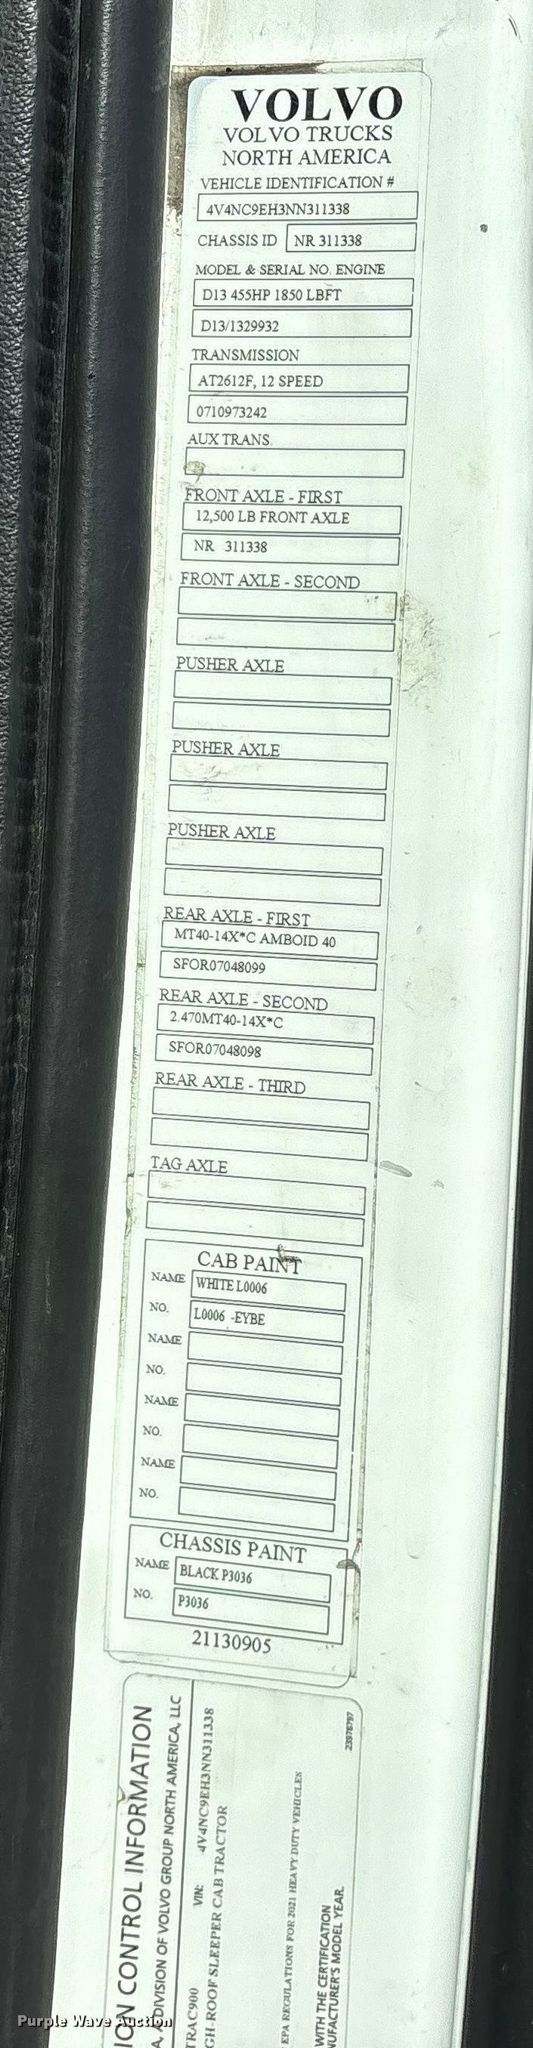 VOLVO
VOLVO TRUCKS
NORTH AMERICA
VEHICLE IDENTIFICATION #
4V4NC9EH3NN311338
CHASSIS ID NR 311338
MODEL & SERIAL NO. ENGINE
D13 455HP 1850 LBFT
D13/1329932
TRANSMISSION
AT2612F, 12 SPEED
0710973242
AUX TRANS.
FRONT AXLE - FIRST
12,500 LB FRONT AXLE
NR 311338
FRONT AXLE - SECOND
PUSHER AXLE
PUSHER AXLE
PUSHER AXLE
REAR AXLE - FIRST
MT40-14X*C AMBOID 40
SFOR07048099
REAR AXLE - SECOND
2.470MT40-14X*C
SFOR07048098
REAR AXLE - THIRD
TAG AXLE
CAB PAINT
NAME WHITE L0006
NO. L0006 -EYBE
NAME
NO.
NAME
NO.
NAME
NO.
CHASSIS PAINT
NAME BLACK P3036
NO. P3036
21130905
ION CONTROL INFORMATION
A, A DIVISION OF VOLVO GROUP NORTH AMERICA, LLC
TRAC900 VIN: 4V4NC9EH3NN311338
GH-ROOF SLEEPER CAB TRACTOR
EPA REGULATIONS FOR 2021 HEAVY DUTY VEHICLES
WITH THE CERTIFICATION
NUFACTURER'S MODEL YEAR.
23976797
Purple Wave Auction